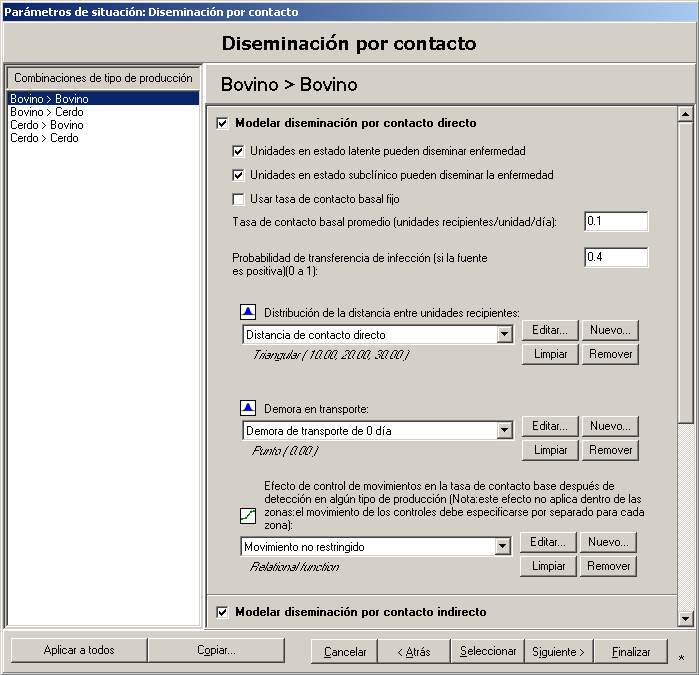 Parámetros de situación: Diseminación por contacto
Diseminación por contacto
Combinaciones de tipo de producción
Bovino > Bovino
Bovino > Cerdo
Cerdo > Bovino
Cerdo > Cerdo
Bovino > Bovino
Modelar diseminación por contacto directo
Unidades en estado latente pueden diseminar enfermedad
Unidades en estado subclínico pueden diseminar la enfermedad
Usar tasa de contacto basal fijo
Tasa de contacto basal promedio (unidades recipientes/unidad/día):
0.1
Probabilidad de transferencia de infección (si la fuente
es positiva)(0 a 1):
0.4
Distribución de la distancia entre unidades recipientes:
Distancia de contacto directo
Editar... Nuevo...
Triangular ( 10.00, 20.00, 30.00 )
Limpiar Remover
Demora en transporte:
Demora de transporte de 0 día
Editar... Nuevo...
Punto ( 0.00 )
Limpiar Remover
Efecto de control de movimientos en la tasa de contacto base después de
detección en algún tipo de producción (Nota:este efecto no aplica dentro de las
zonas:el movimiento de los controles debe especificarse por separado para cada
zona):
Movimiento no restringido
Editar... Nuevo...
Relational function
Limpiar Remover
Modelar diseminación por contacto indirecto
Aplicar a todos Copiar... Cancelar < Atrás Seleccionar Siguiente > Finalizar *